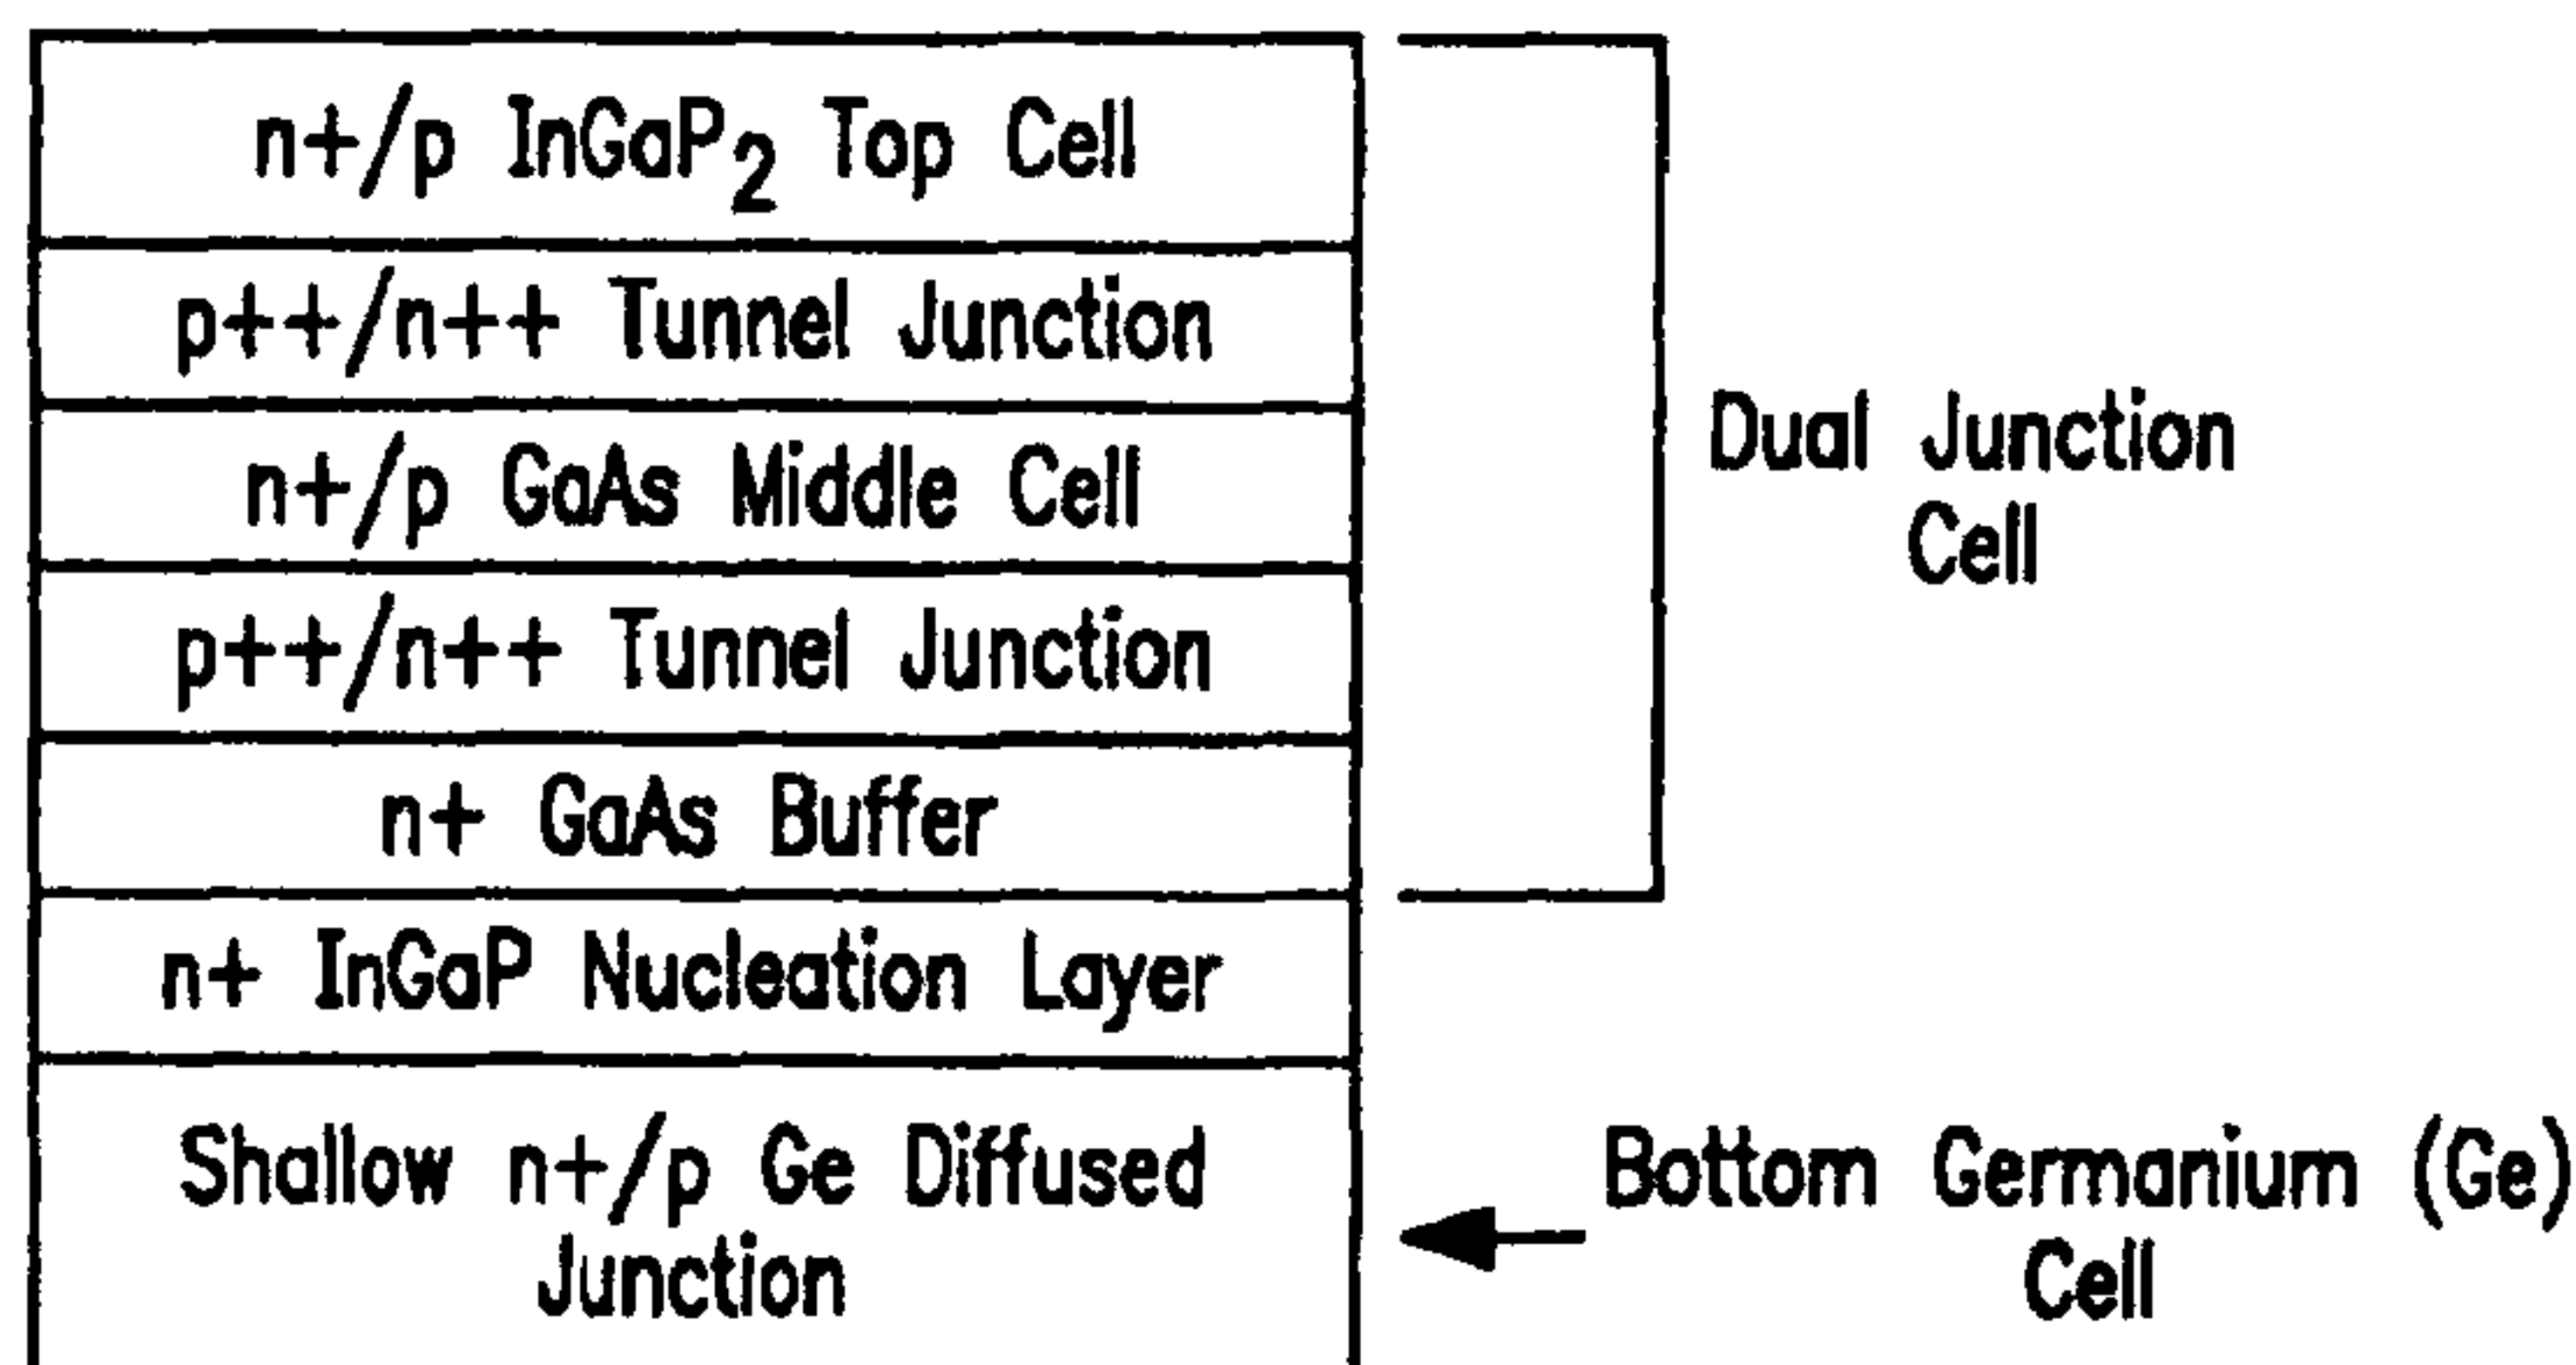 n+/p InGaP2 Top Cell
p++/n++ Tunnel Junction
n+/p GaAs Middle Cell
p++/n++ Tunnel Junction
n+ GaAs Buffer
n+ InGaP Nucleation Layer
Shallow n+/p Ge Diffused
Junction
Dual Junction
Cell
Bottom Germanium (Ge)
Cell